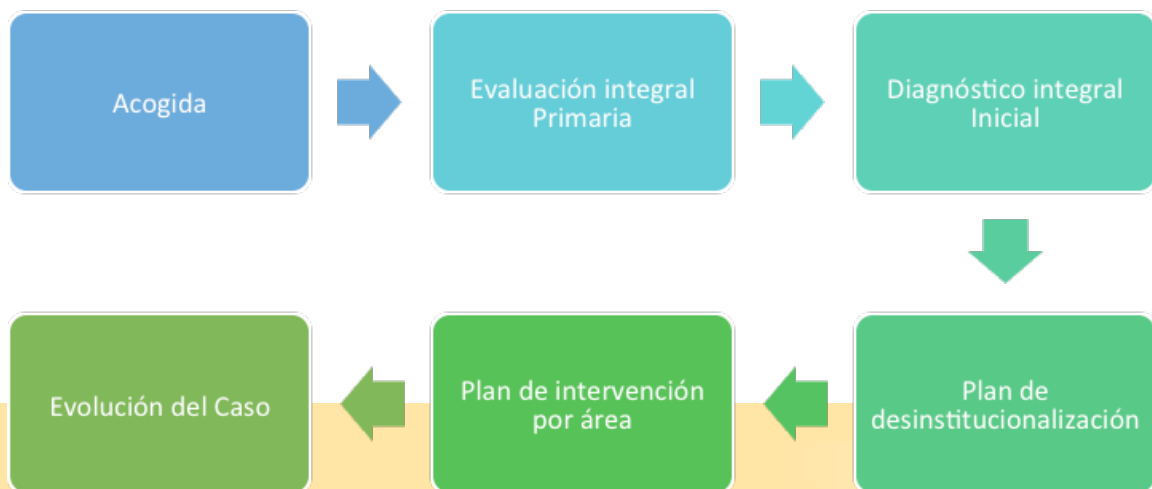 Acogida
Evaluación integral
Primaria
Diagnóstico integral
Inicial
Evolución del Caso
Plan de intervención
por área
Plan de
desinstitucionalización